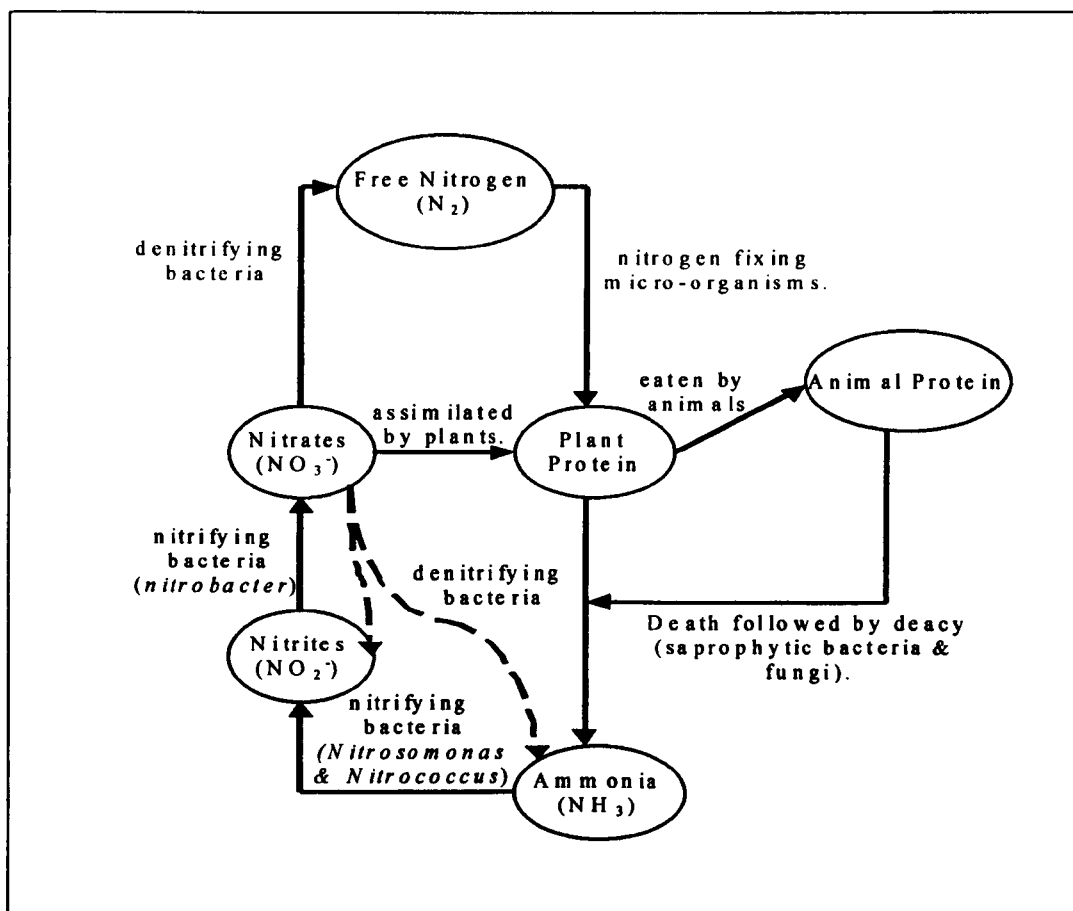 Free Nitrogen
(N₂)
denitrifying
bacteria
nitrogen fixing
micro-organisms.
Animal Protein
eaten by
animals
assimilated
by plants.
Nitrates
(NO₃⁻)
Plant
Protein
nitrifying
bacteria
(nitrobacter)
denitrifying
bacteria
Death followed by deacy
(saprophytic bacteria &
fungi).
Nitrites
(NO₂⁻)
nitrifying
bacteria
(Nitrosomonas
& Nitrococcus)
Ammonia
(NH₃)